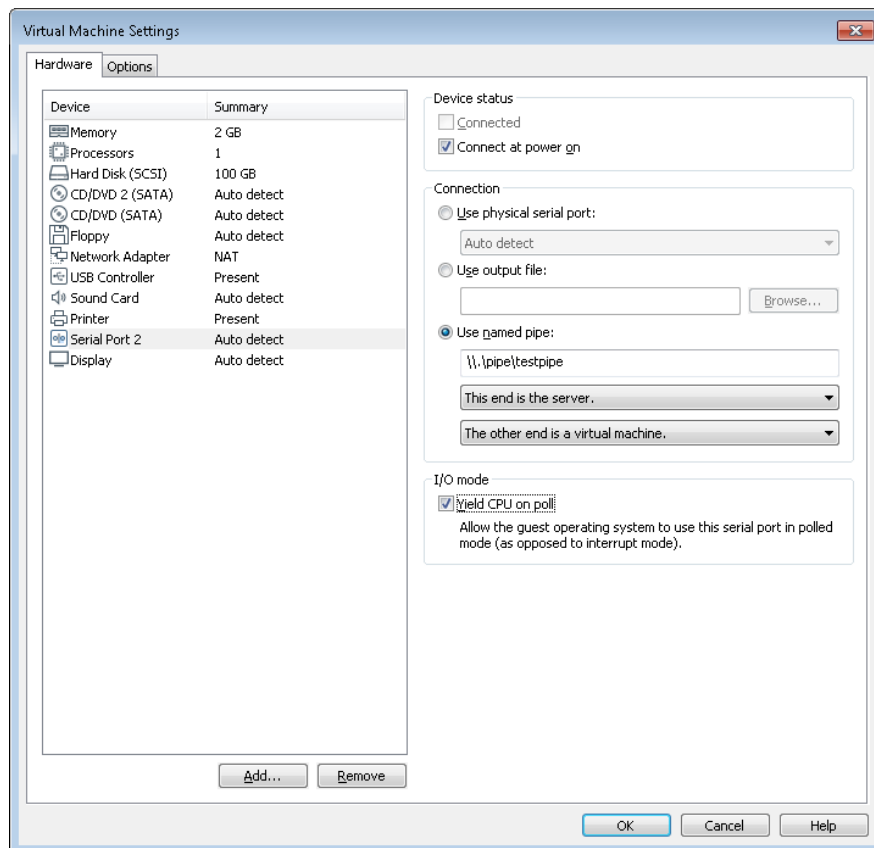 Virtual Machine Settings
Hardware
Options
Device Summary
Memory 2 GB
Processors 1
Hard Disk (SCSI) 100 GB
CD/DVD 2 (SATA) Auto detect
CD/DVD (SATA) Auto detect
Floppy Auto detect
Network Adapter NAT
USB Controller Present
Sound Card Auto detect
Printer Present
Serial Port 2 Auto detect
Display Auto detect
Add... Remove
Device status
Connected
Connect at power on
Connection
Use physical serial port:
Auto detect
Use output file:
Browse...
Use named pipe:
\\.\pipe\testpipe
This end is the server.
The other end is a virtual machine.
I/O mode
Yield CPU on poll
Allow the guest operating system to use this serial port in polled
mode (as opposed to interrupt mode).
OK Cancel Help